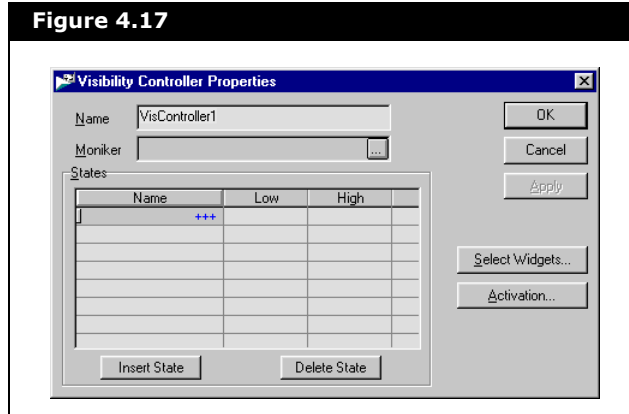 Figure 4.17
Visibility Controller Properties
Name VisController1
OK
Moniker ...
Cancel
States
Apply
Name Low High
+++
Select Widgets...
Activation...
Insert State Delete State